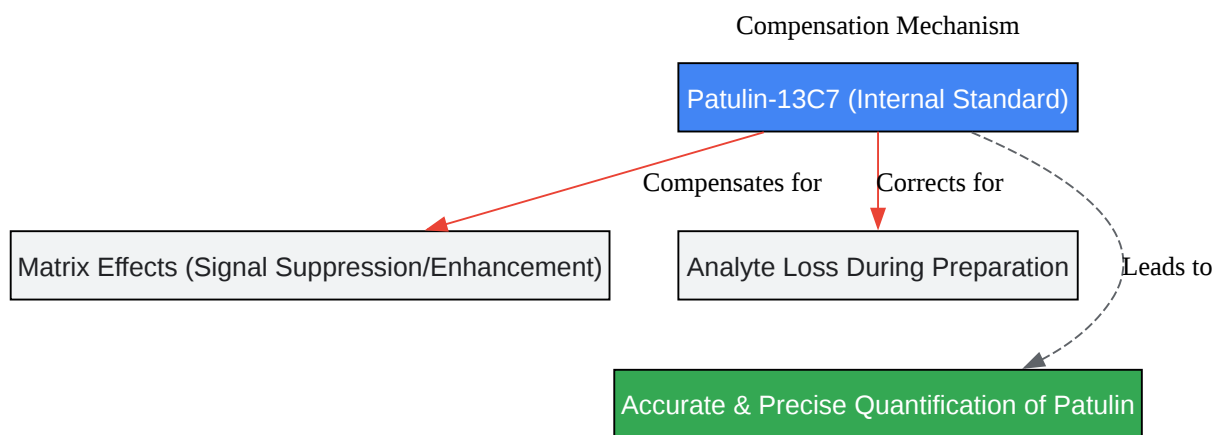 Compensation Mechanism
Patulin-13C7 (Internal Standard)
Compensates for
Corrects for
Matrix Effects (Signal Suppression/Enhancement)
Analyte Loss During Preparation
Leads to
Accurate & Precise Quantification of Patulin